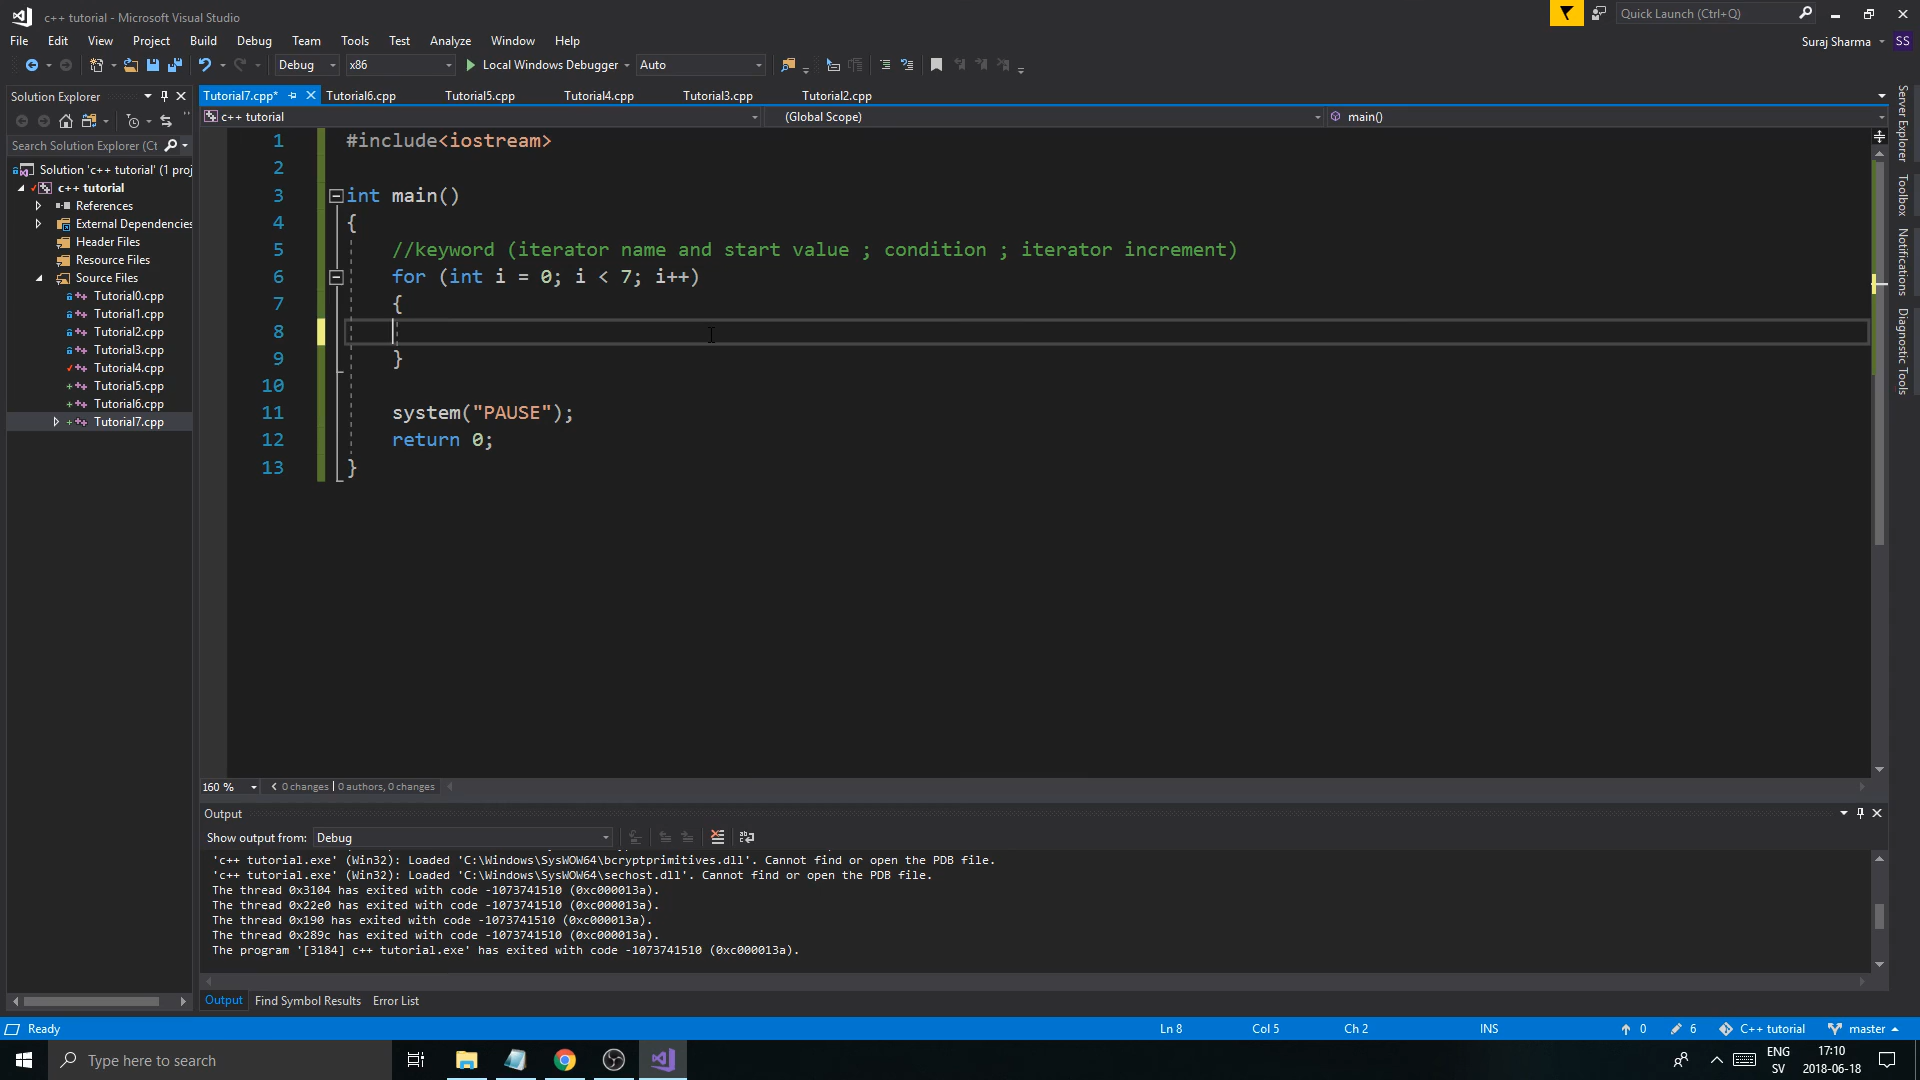 c++ tutorial - Microsoft Visual Studio
Quick Launch (Ctrl+Q)
File Edit View Project Build Debug Team Tools Test Analyze Window Help
Suraj Sharma SS
Debug x86 Local Windows Debugger Auto
Solution Explorer
Search Solution Explorer (Ct
Solution 'c++ tutorial' (1 proj
c++ tutorial
References
External Dependencies
Header Files
Resource Files
Source Files
Tutorial0.cpp
Tutorial1.cpp
Tutorial2.cpp
Tutorial3.cpp
Tutorial4.cpp
Tutorial5.cpp
Tutorial6.cpp
Tutorial7.cpp
Tutorial7.cpp* Tutorial6.cpp Tutorial5.cpp Tutorial4.cpp Tutorial3.cpp Tutorial2.cpp
c++ tutorial (Global Scope) main()
1 #include<iostream>
2
3 int main()
4 {
5 //keyword (iterator name and start value ; condition ; iterator increment)
6 for (int i = 0; i < 7; i++)
7 {
8
9 }
10
11 system("PAUSE");
12 return 0;
13 }
Server Explorer
Toolbox
Notifications
Diagnostic Tools
160 % 0 changes | 0 authors, 0 changes
Output
Show output from: Debug
'c++ tutorial.exe' (Win32): Loaded 'C:\Windows\SysWOW64\bcryptprimitives.dll'. Cannot find or open the PDB file.
'c++ tutorial.exe' (Win32): Loaded 'C:\Windows\SysWOW64\sechost.dll'. Cannot find or open the PDB file.
The thread 0x3104 has exited with code -1073741510 (0xc000013a).
The thread 0x22e0 has exited with code -1073741510 (0xc000013a).
The thread 0x190 has exited with code -1073741510 (0xc000013a).
The thread 0x289c has exited with code -1073741510 (0xc000013a).
The program '[3184] c++ tutorial.exe' has exited with code -1073741510 (0xc000013a).
Output Find Symbol Results Error List
Ready Ln 8 Col 5 Ch 2 INS 0 6 C++ tutorial master
Type here to search
ENG
SV
17:10
2018-06-18